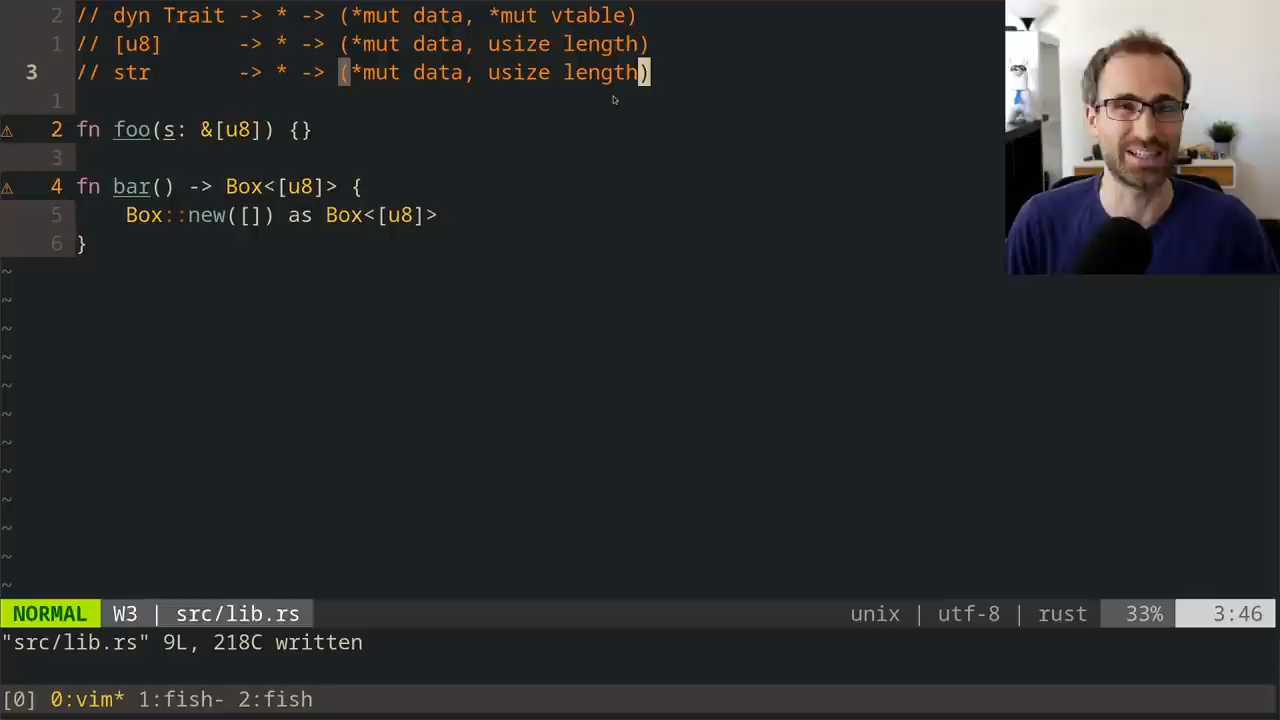 2 // dyn Trait -> * -> (*mut data, *mut vtable)
1 // [u8]      -> * -> (*mut data, usize length)
3 // str       -> * -> (*mut data, usize length)
1
⚠ 2 fn foo(s: &[u8]) {}
3
⚠ 4 fn bar() -> Box<[u8]> {
5     Box::new([]) as Box<[u8]>
6 }
~
~
~
~
~
~
~
~
~
~
~
~
NORMAL W3 | src/lib.rs unix | utf-8 | rust 33% 3:46
"src/lib.rs" 9L, 218C written
[0] 0:vim* 1:fish- 2:fish